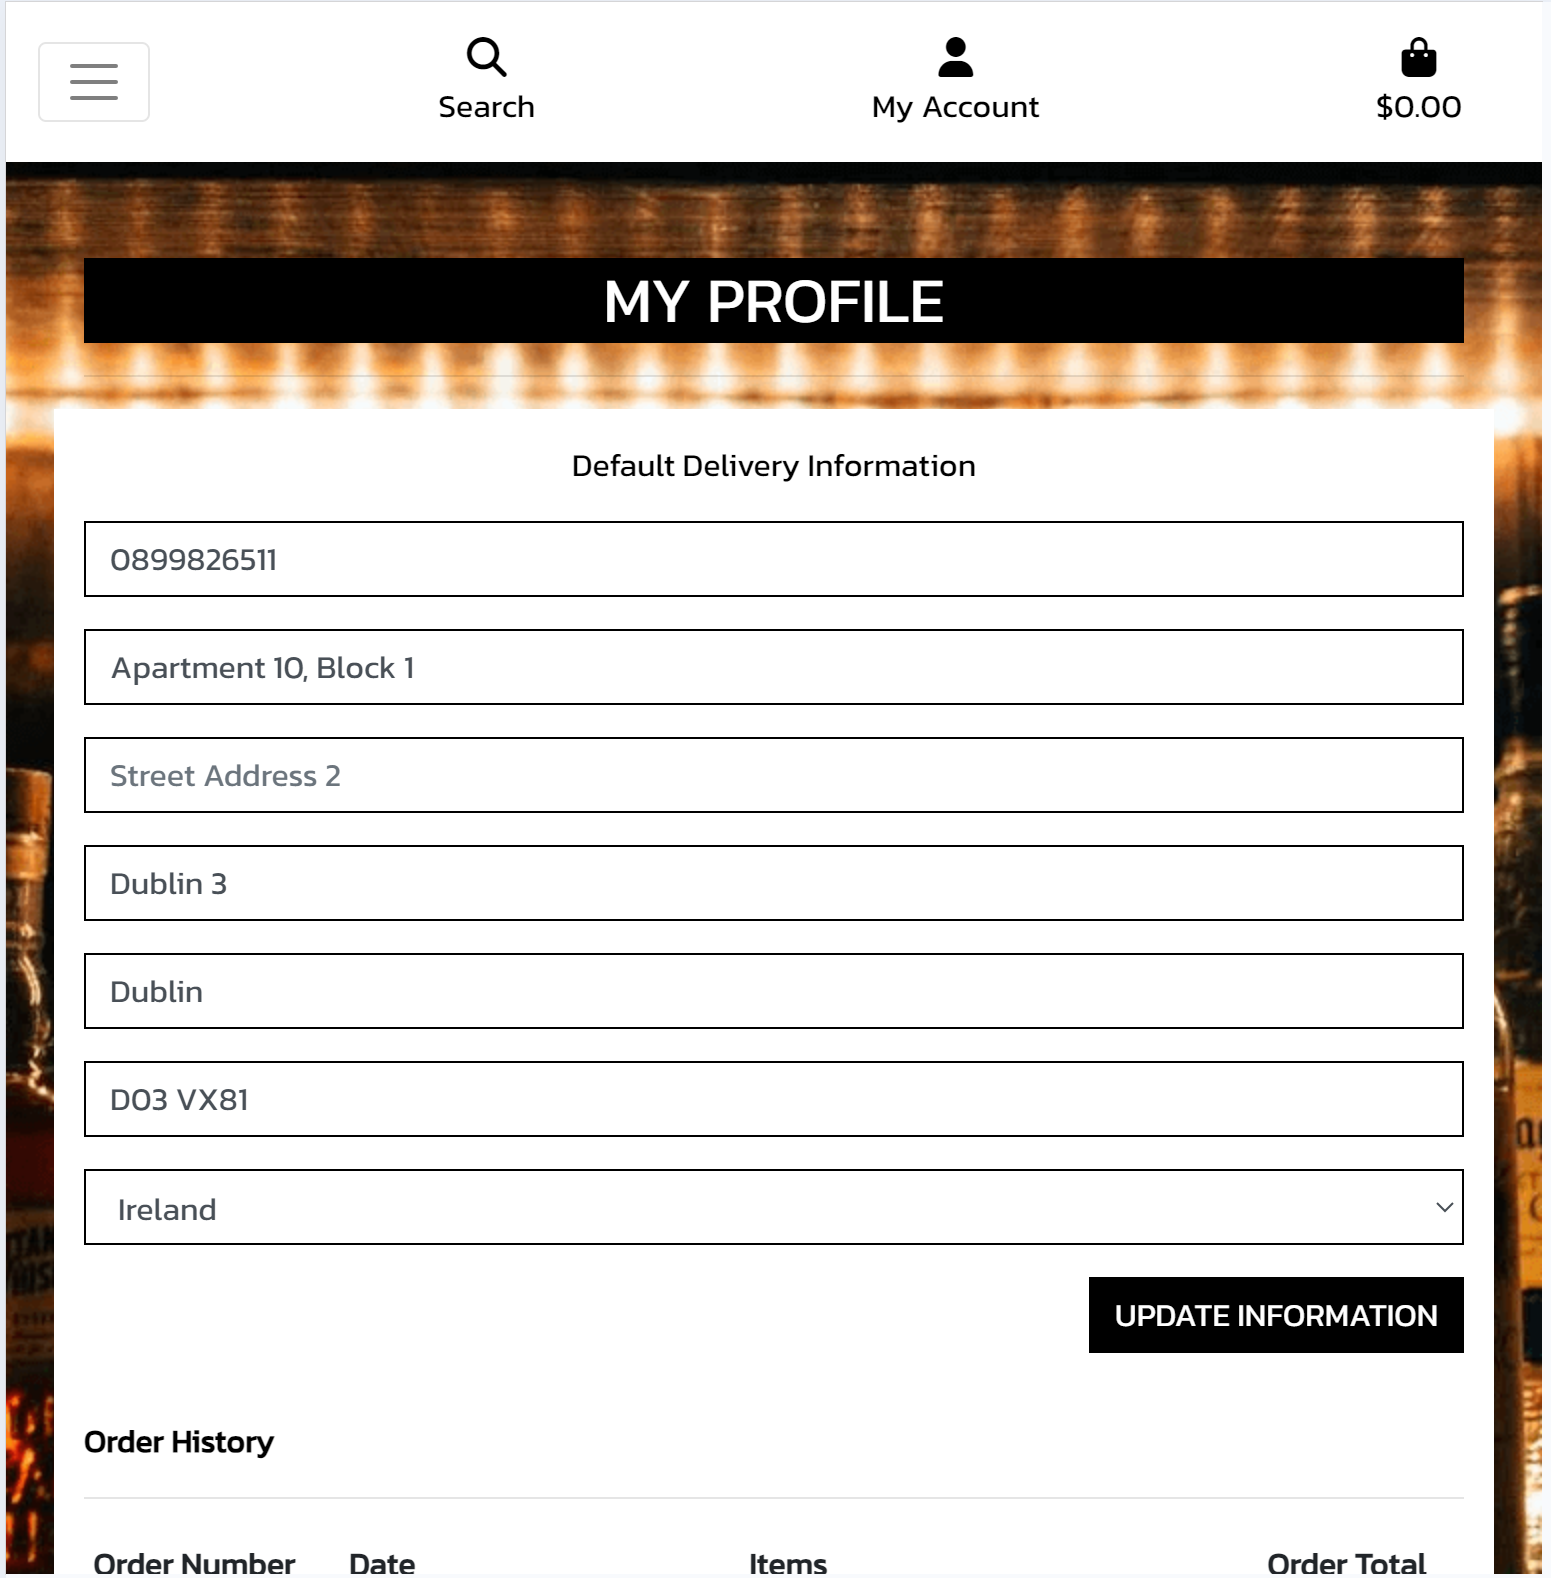 Search
My Account
$0.00
MY PROFILE
Default Delivery Information
0899826511
Apartment 10, Block 1
Street Address 2
Dublin 3
Dublin
D03 VX81
Ireland
UPDATE INFORMATION
Order History
Order Number Date Items Order Total